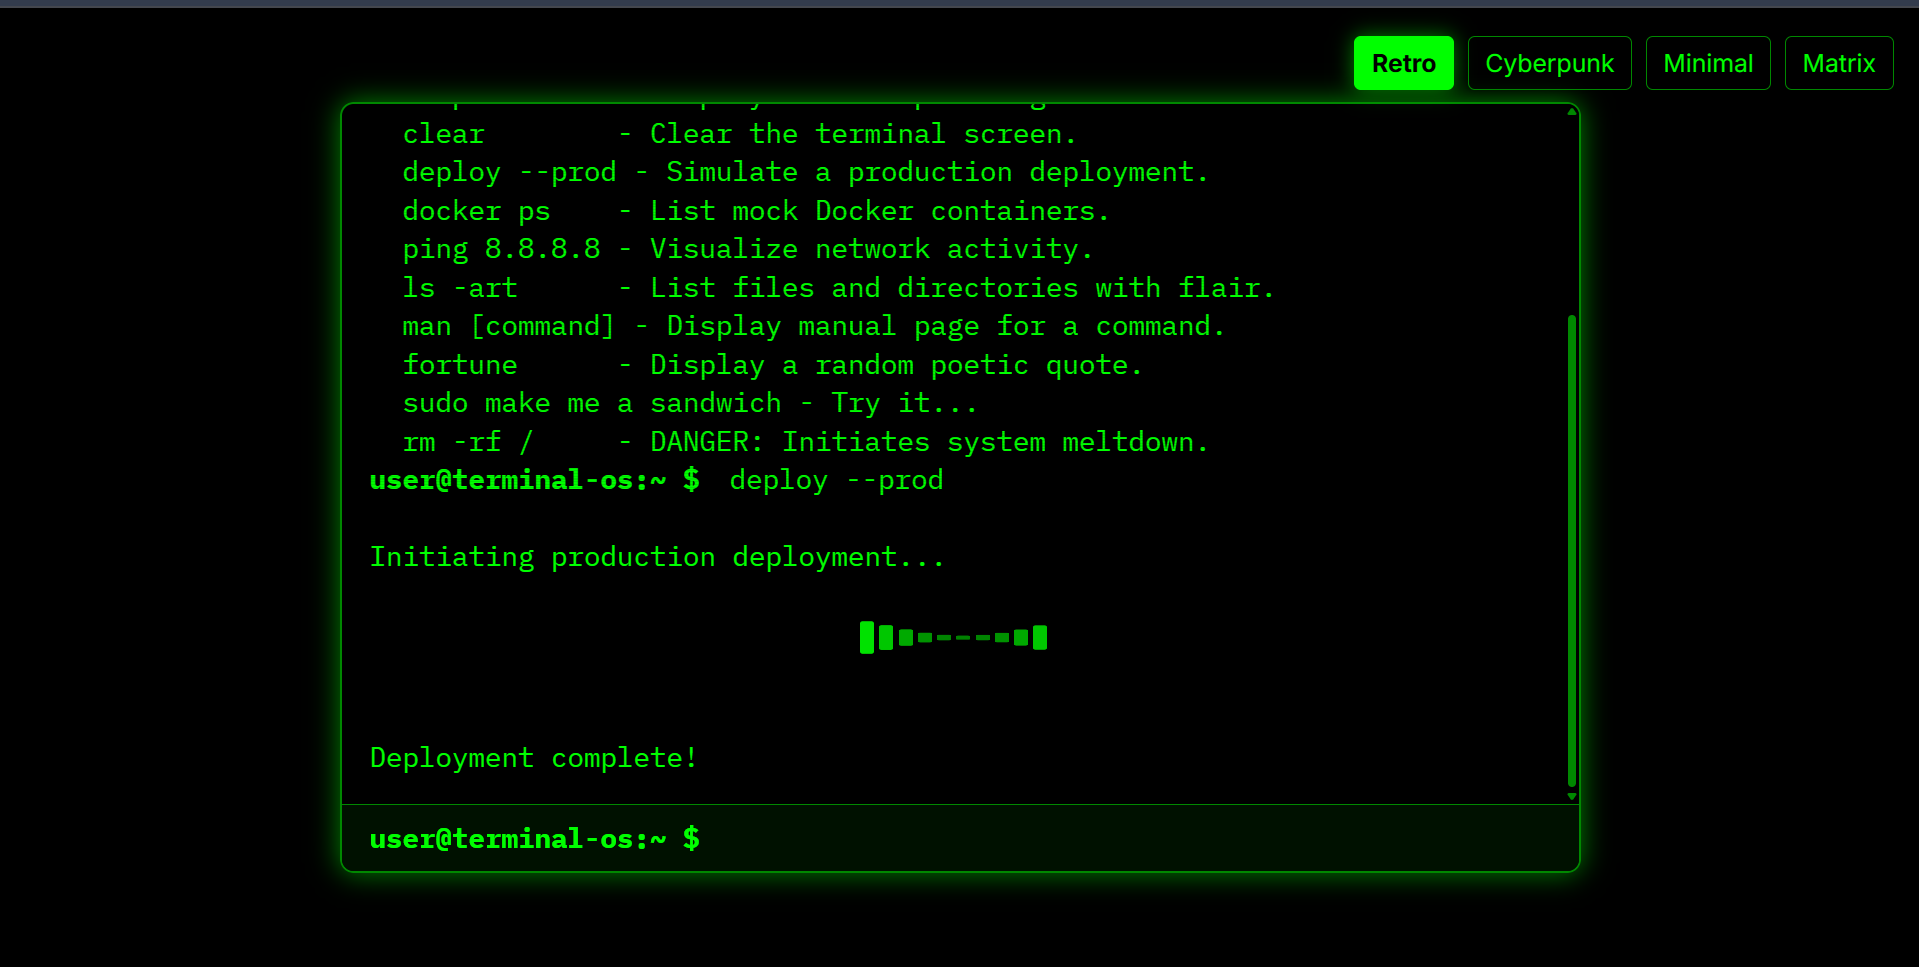 Retro Cyberpunk Minimal Matrix
clear - Clear the terminal screen.
deploy --prod - Simulate a production deployment.
docker ps - List mock Docker containers.
ping 8.8.8.8 - Visualize network activity.
ls -art - List files and directories with flair.
man [command] - Display manual page for a command.
fortune - Display a random poetic quote.
sudo make me a sandwich - Try it...
rm -rf / - DANGER: Initiates system meltdown.
user@terminal-os:~ $ deploy --prod
Initiating production deployment...
Deployment complete!
user@terminal-os:~ $